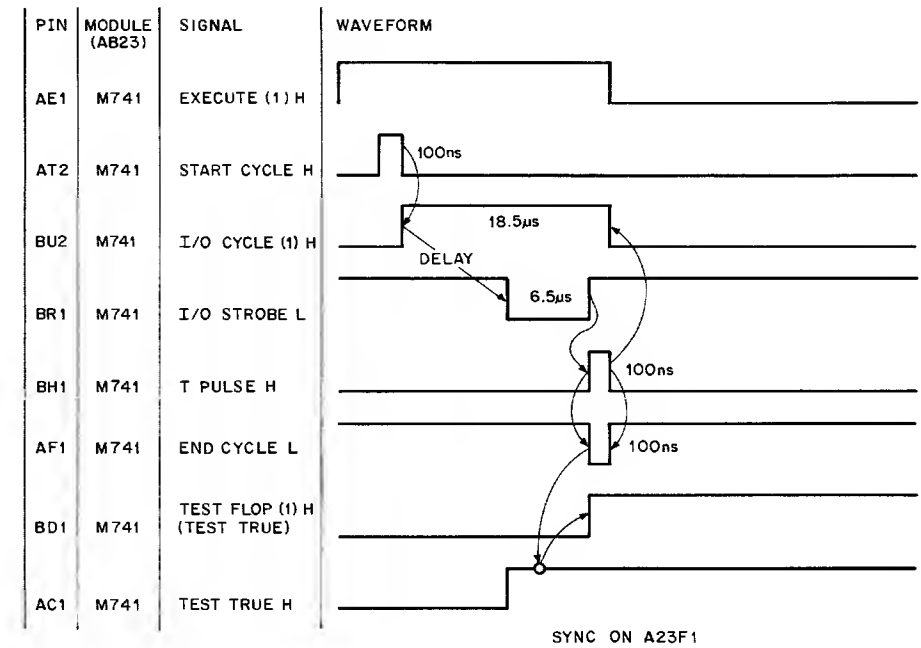 PIN MODULE (AB23) SIGNAL WAVEFORM
AE1 M741 EXECUTE (1) H
AT2 M741 START CYCLE H 100ns
BU2 M741 I/O CYCLE (1) H 18.5µs
DELAY
BR1 M741 I/O STROBE L 6.5µs
BH1 M741 T PULSE H 100ns
AF1 M741 END CYCLE L 100ns
BD1 M741 TEST FLOP (1) H (TEST TRUE)
AC1 M741 TEST TRUE H
SYNC ON A23F1